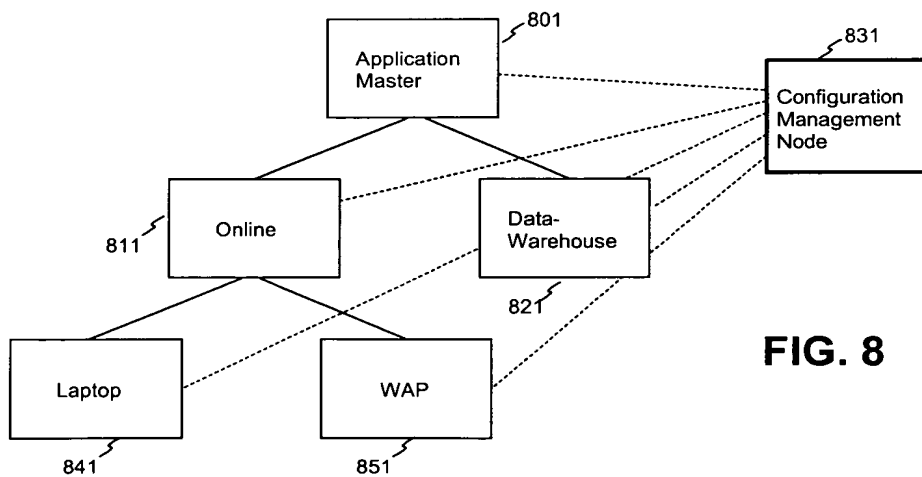 801
Application
Master
831
Configuration
Management
Node
811
Online
Data-
Warehouse
821
FIG. 8
Laptop
WAP
841
851